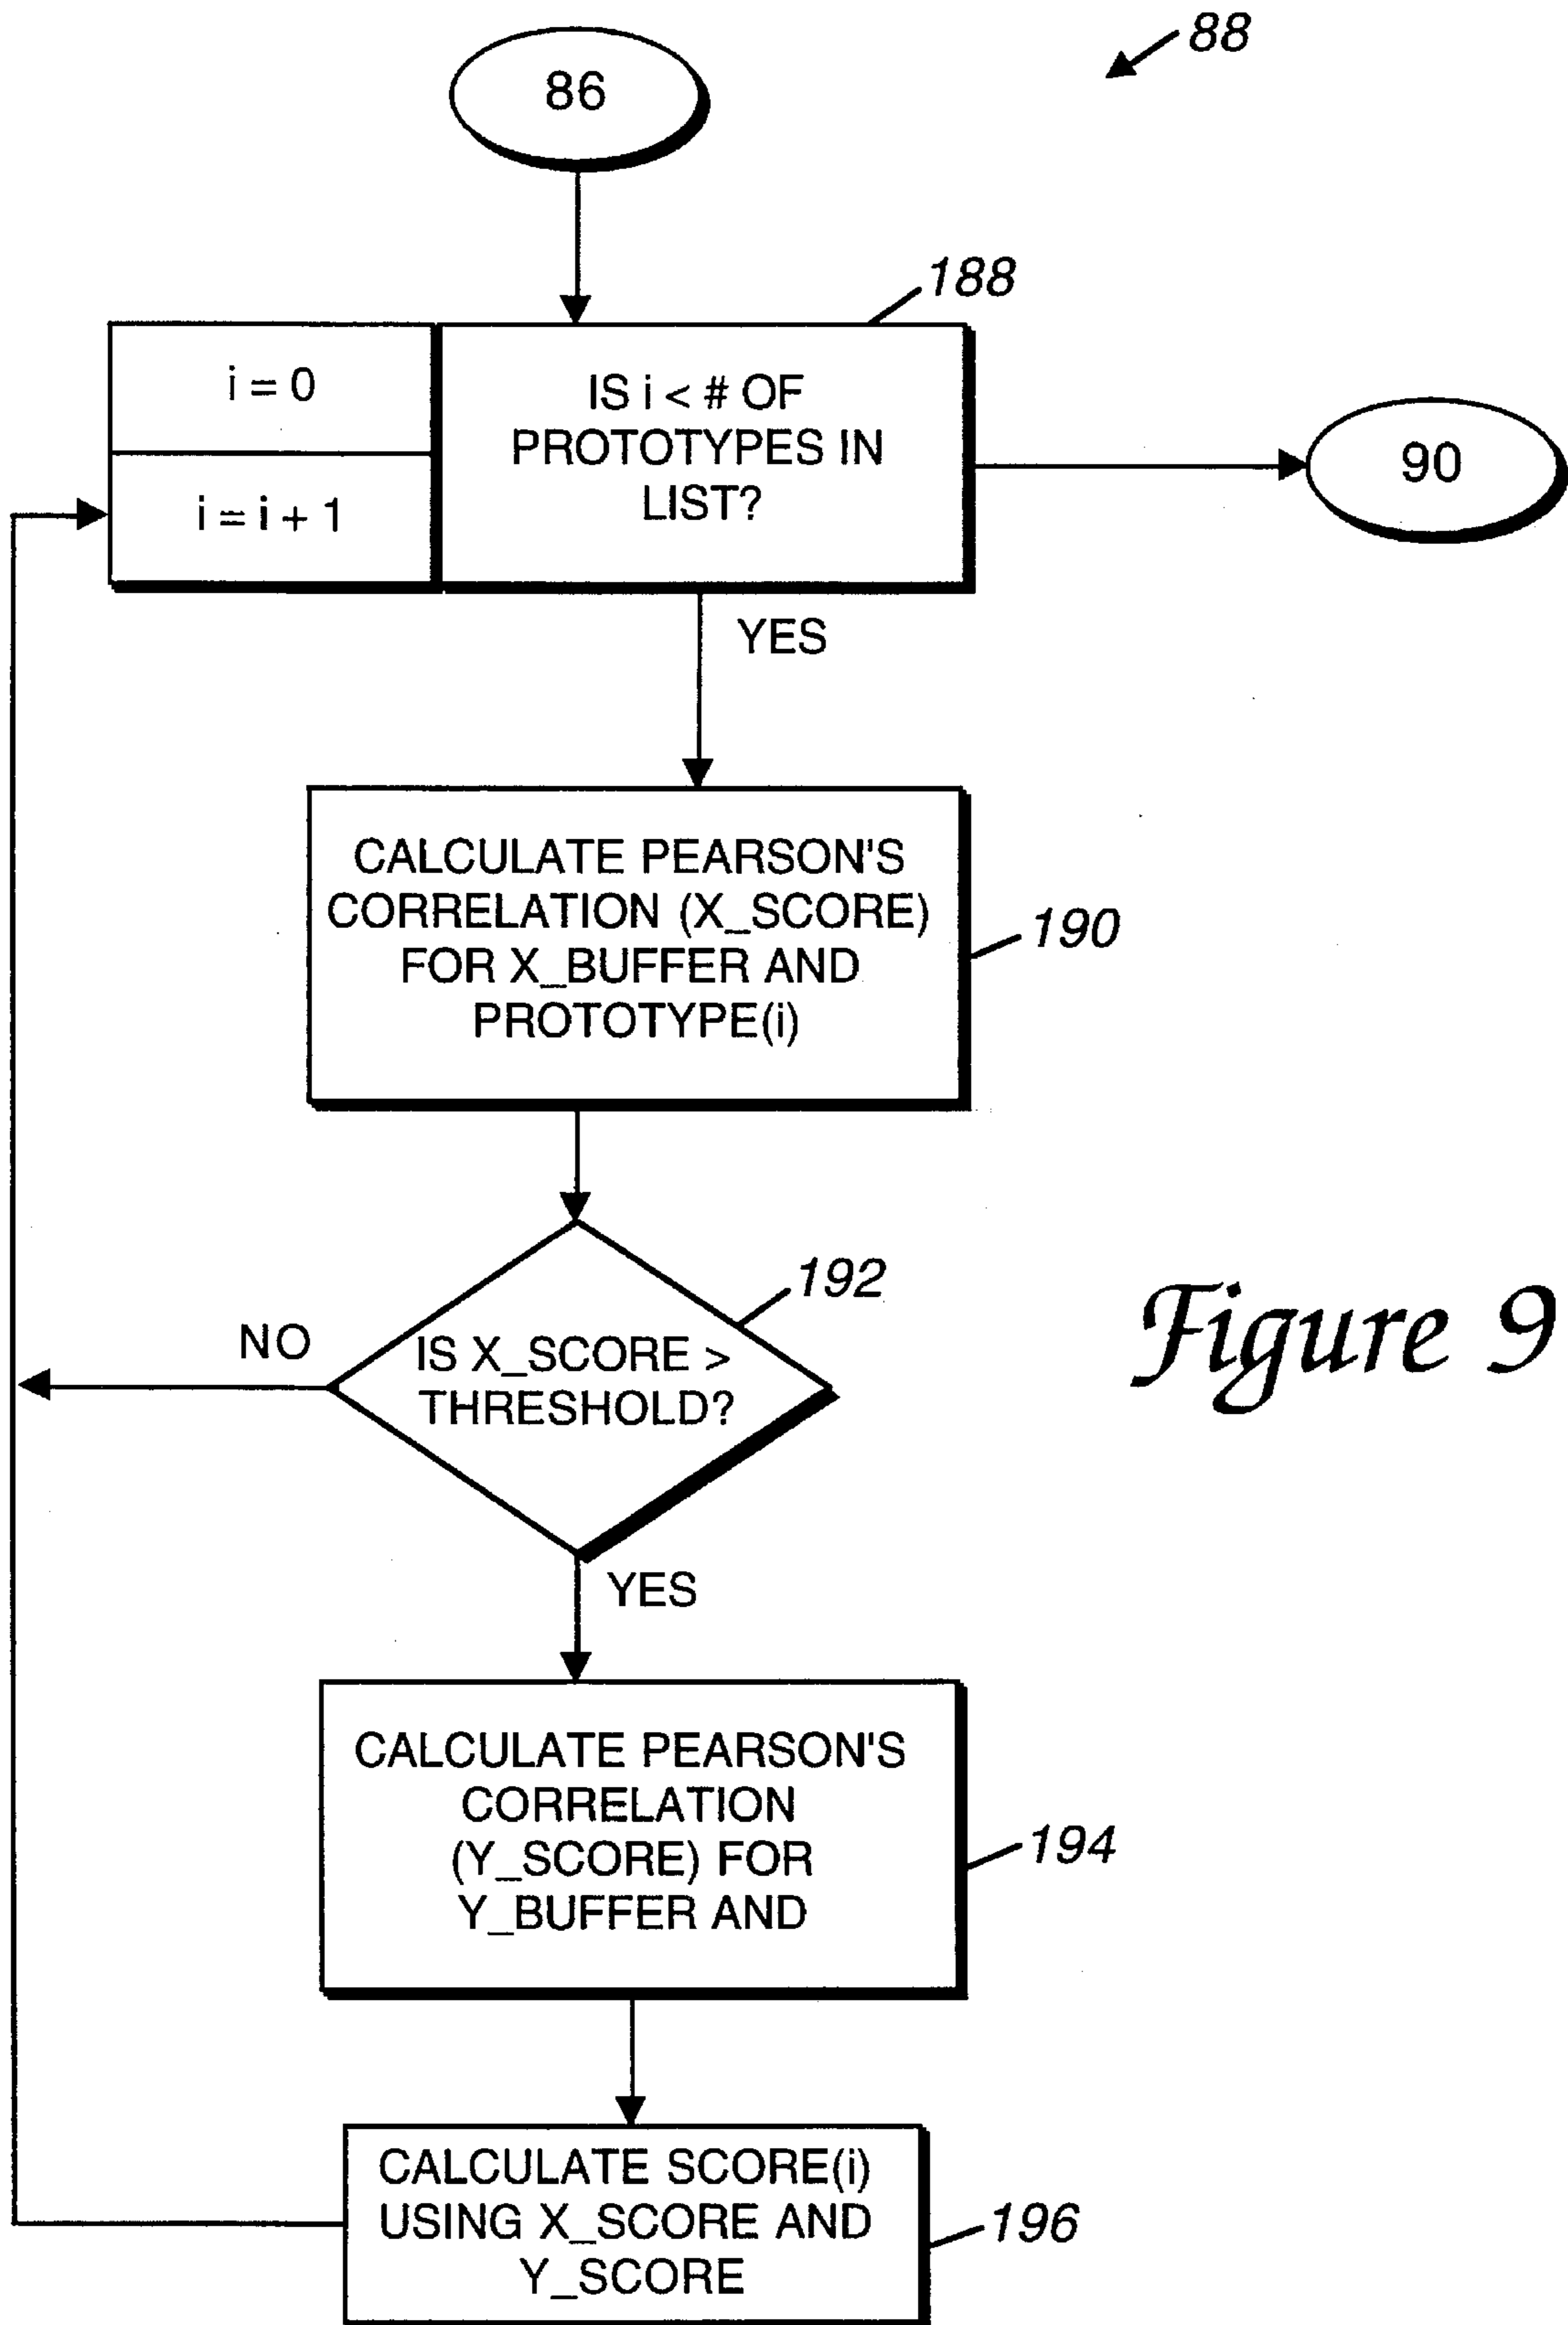 88
86
188
i = 0
i = i + 1
IS i < # OF
PROTOTYPES IN
LIST?
90
YES
CALCULATE PEARSON'S
CORRELATION (X_SCORE)
FOR X_BUFFER AND
PROTOTYPE(i)
190
192
NO
IS X_SCORE >
THRESHOLD?
Figure 9
YES
CALCULATE PEARSON'S
CORRELATION
(Y_SCORE) FOR
Y_BUFFER AND
194
CALCULATE SCORE(i)
USING X_SCORE AND
Y_SCORE
196